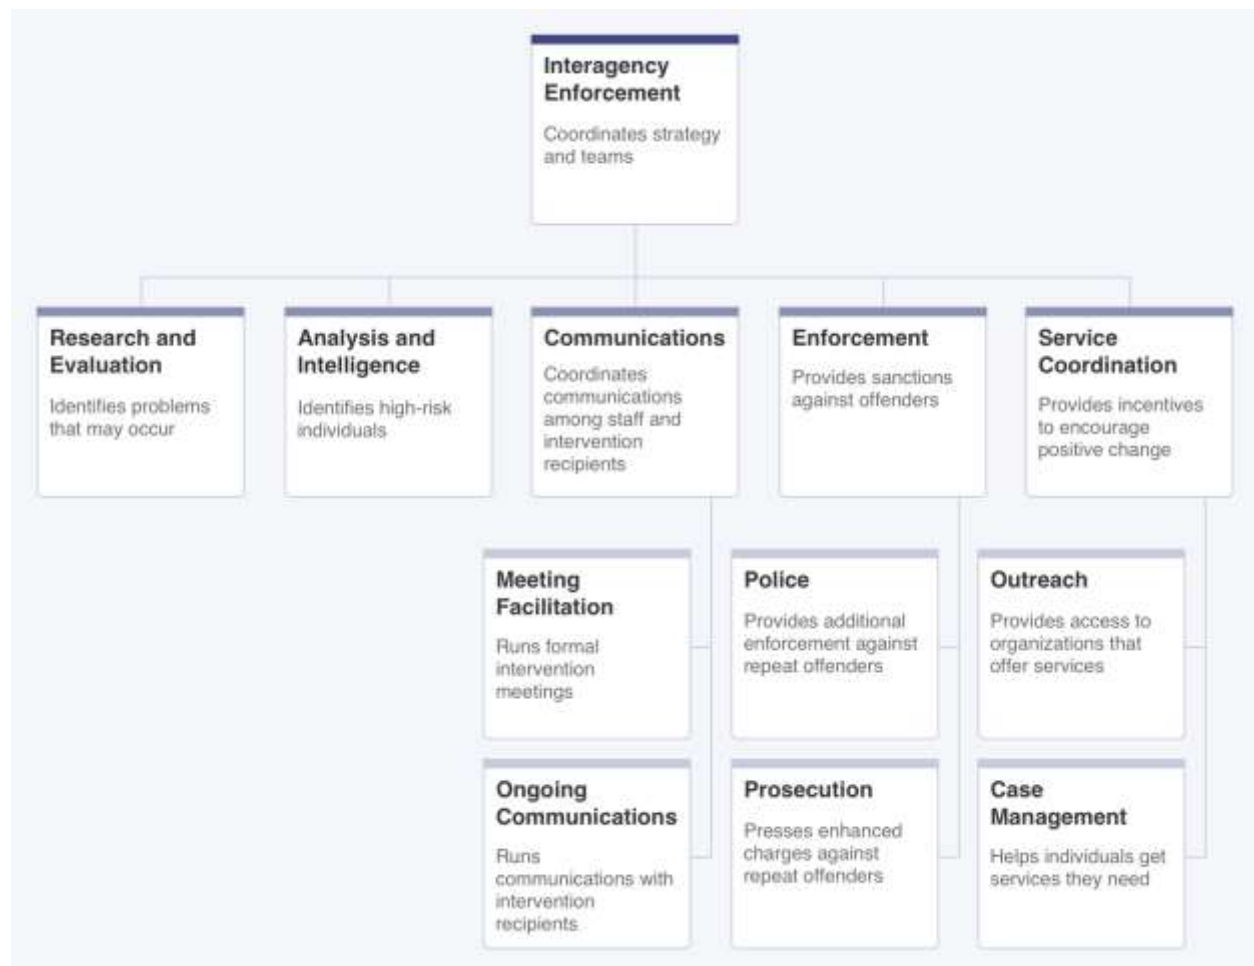 Interagency
Enforcement
Coordinates strategy
and teams
Research and
Evaluation
Identifies problems
that may occur
Analysis and
Intelligence
Identifies high-risk
individuals
Communications
Coordinates
communications
among staff and
intervention
recipients
Enforcement
Provides sanctions
against offenders
Service
Coordination
Provides incentives
to encourage
positive change
Meeting
Facilitation
Runs formal
intervention
meetings
Police
Provides additional
enforcement against
repeat offenders
Outreach
Provides access to
organizations that
offer services
Ongoing
Communications
Runs
communications with
intervention
recipients
Prosecution
Presses enhanced
charges against
repeat offenders
Case
Management
Helps individuals get
services they need